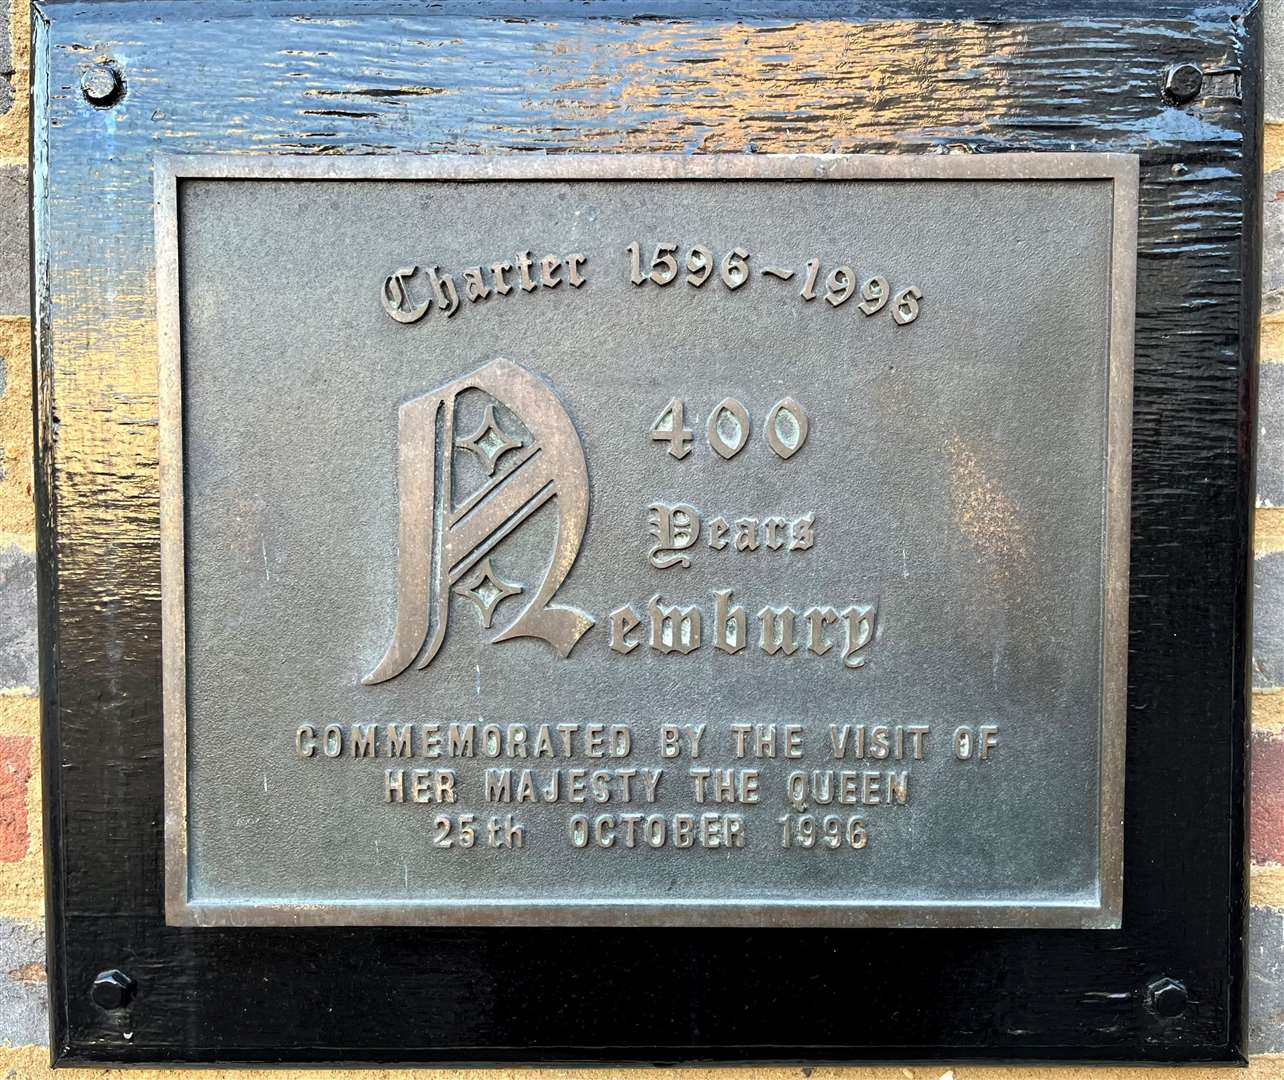 Charter 1596~1996
400
Years
Newbury
COMMEMORATED BY THE VISIT OF
HER MAJESTY THE QUEEN
25th OCTOBER 1996